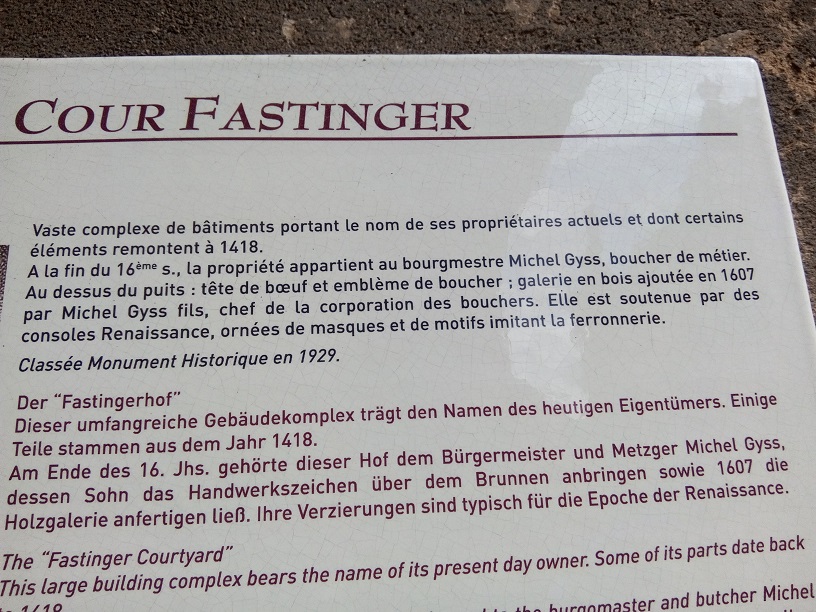 COUR FASTINGER
Vaste complexe de bâtiments portant le nom de ses propriétaires actuels et dont certains
éléments remontent à 1418.
A la fin du 16ème s., la propriété appartient au bourgmestre Michel Gyss, boucher de métier.
Au dessus du puits : tête de bœuf et emblème de boucher ; galerie en bois ajoutée en 1607
par Michel Gyss fils, chef de la corporation des bouchers. Elle est soutenue par des
consoles Renaissance, ornées de masques et de motifs imitant la ferronnerie.
Classée Monument Historique en 1929.
Der “Fastingerhof”
Dieser umfangreiche Gebäudekomplex trägt den Namen des heutigen Eigentümers. Einige
Teile stammen aus dem Jahr 1418.
Am Ende des 16. Jhs. gehörte dieser Hof dem Bürgermeister und Metzger Michel Gyss,
dessen Sohn das Handwerkszeichen über dem Brunnen anbringen sowie 1607 die
Holzgalerie anfertigen ließ. Ihre Verzierungen sind typisch für die Epoche der Renaissance.
The “Fastinger Courtyard”
This large building complex bears the name of its present day owner. Some of its parts date back
to 1418 the burgomaster and butcher Michel